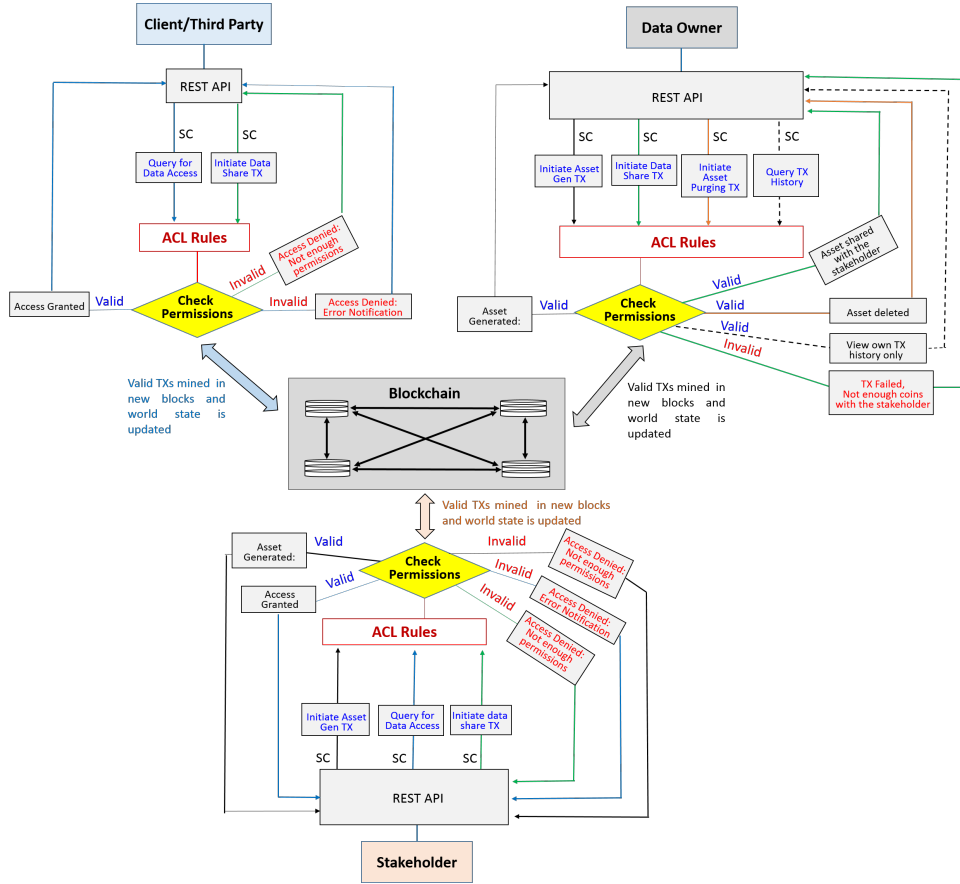 Client/Third Party
REST API
SC
SC
Query for
Data Access
Initiate Data
Share TX
ACL Rules
Access Denied:
Not enough
permissions
Invalid
Check
Permissions
Valid
Access Granted
Invalid
Access Denied:
Error Notification
Valid TXs mined in
new blocks and
world state is
updated
Data Owner
REST API
SC
SC
SC
SC
Initiate Asset
Gen TX
Initiate Data
Share TX
Initiate
Asset
Purging TX
Query TX
History
ACL Rules
Asset shared
with the
stakeholder
Check
Permissions
Valid
Asset Generated:
Valid
Valid
Asset deleted
Valid
View own TX
history only
Invalid
TX Failed,
Not enough coins
with the stakeholder
Valid TXs mined in
new blocks and
world state is
updated
Blockchain
Valid TXs mined in new blocks
and world state is updated
Asset
Generated:
Valid
Access
Granted
Valid
Check
Permissions
Invalid
Access Denied:
Not enough
permissions
Invalid
Access Denied:
Error Notification
Invalid
Access Denied:
Not enough
permissions
ACL Rules
Initiate Asset
Gen TX
Query for
Data Access
Initiate data
share TX
SC
SC
SC
REST API
Stakeholder